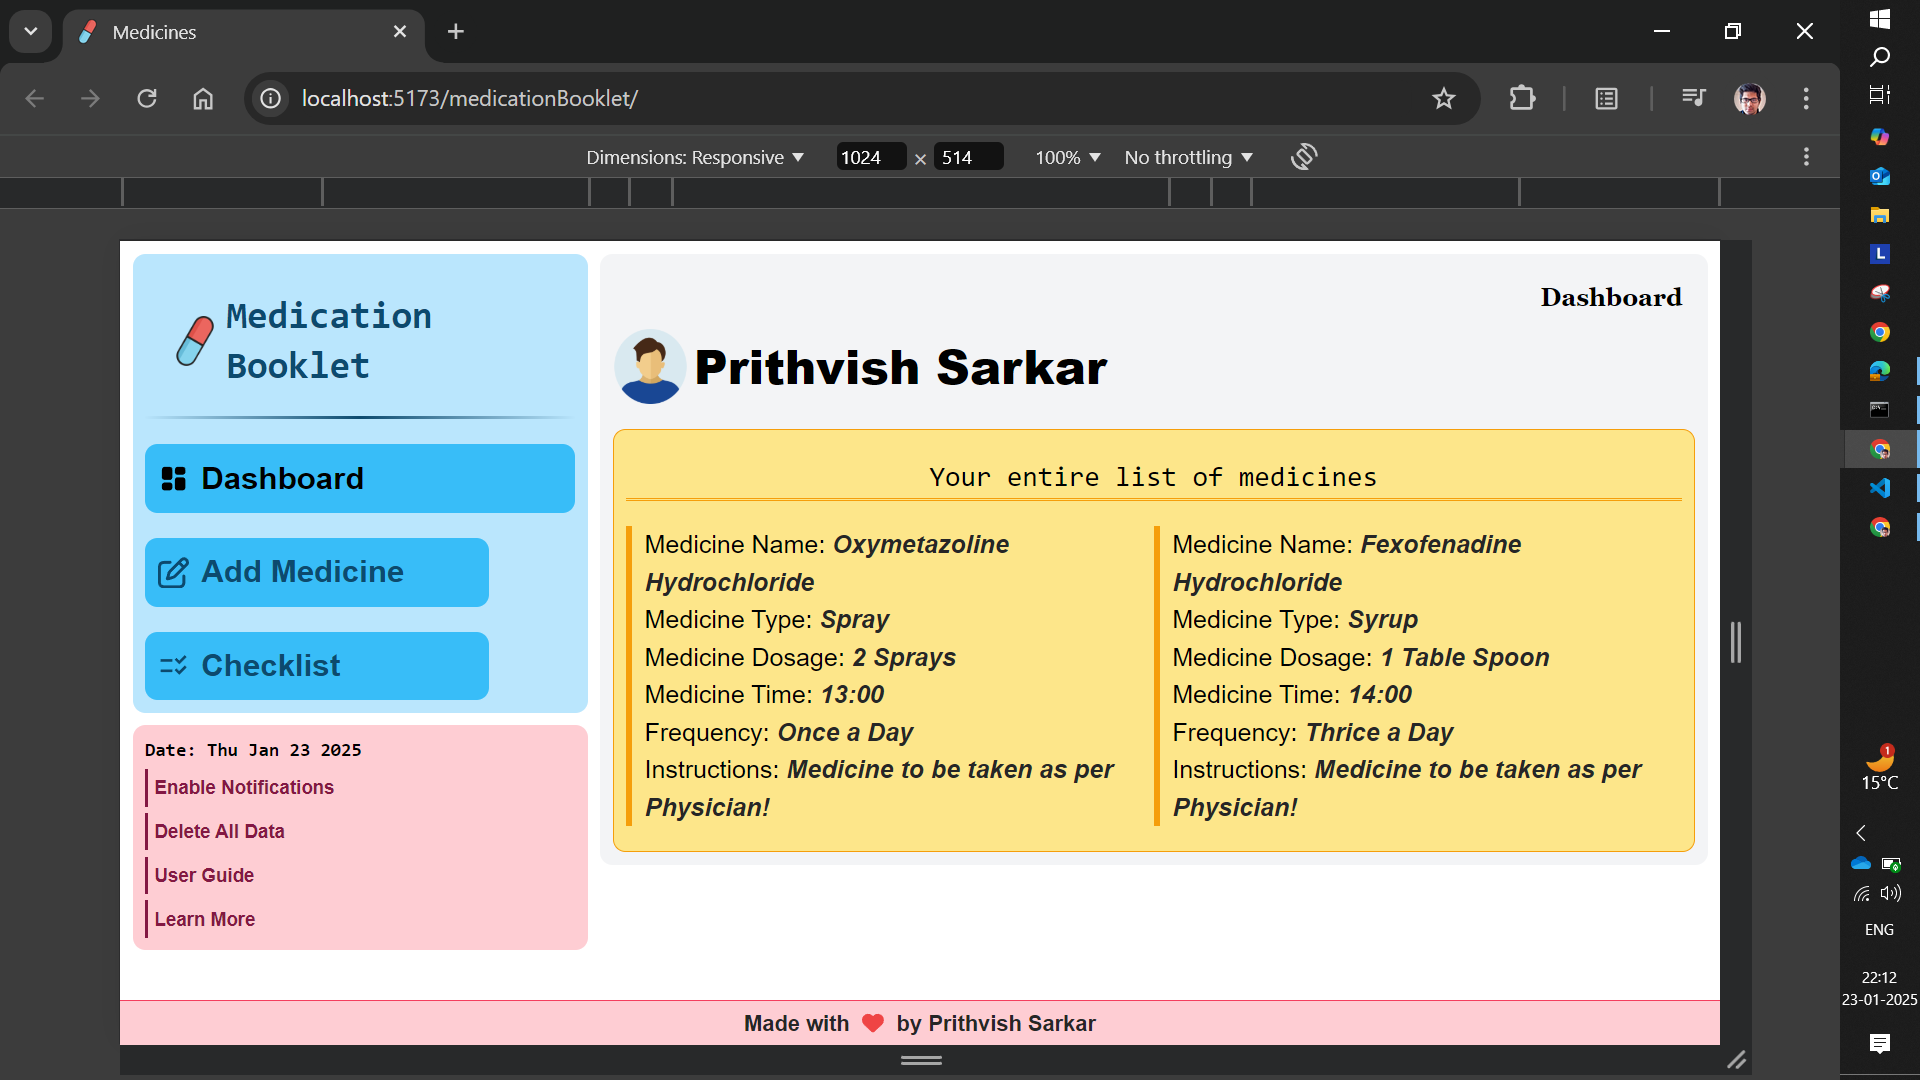 Medicines
localhost:5173/medicationBooklet/
Dimensions: Responsive 1024 × 514 100% No throttling
Medication
Booklet
Dashboard
Add Medicine
Checklist
Date: Thu Jan 23 2025
Enable Notifications
Delete All Data
User Guide
Learn More
Dashboard
Prithvish Sarkar
Your entire list of medicines
Medicine Name: Oxymetazoline
Hydrochloride
Medicine Type: Spray
Medicine Dosage: 2 Sprays
Medicine Time: 13:00
Frequency: Once a Day
Instructions: Medicine to be taken as per
Physician!
Medicine Name: Fexofenadine
Hydrochloride
Medicine Type: Syrup
Medicine Dosage: 1 Table Spoon
Medicine Time: 14:00
Frequency: Thrice a Day
Instructions: Medicine to be taken as per
Physician!
Made with by Prithvish Sarkar
L
1
15°C
ENG
22:12
23-01-2025